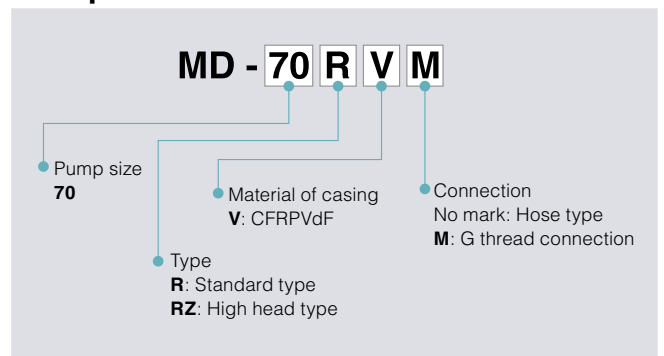 MD - 70 R V M
Pump size
70
Material of casing
V: CFRPVdF
Connection
No mark: Hose type
M: G thread connection
Type
R: Standard type
RZ: High head type